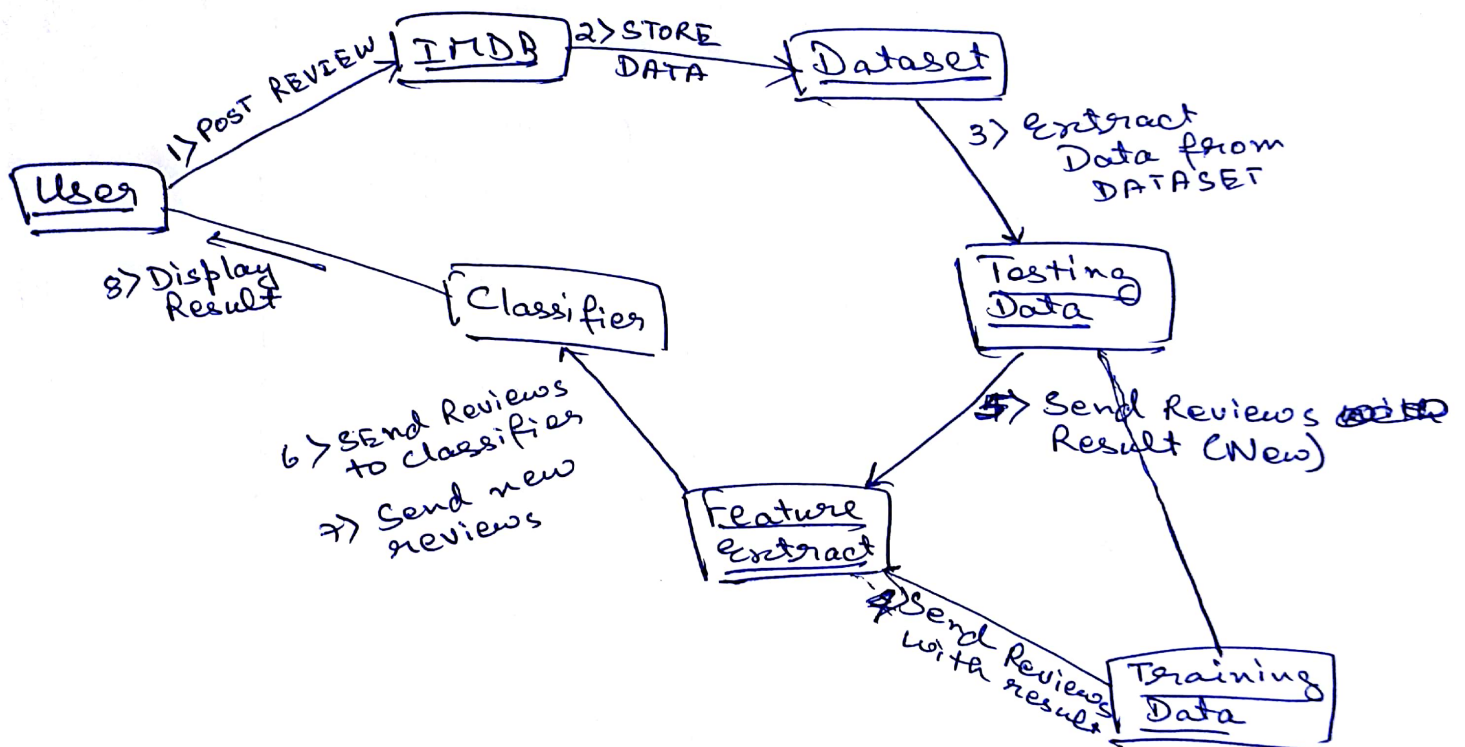 IMDB
2> STORE
DATA
Dataset
1> POST REVIEW
3> Extract
Data from
DATASET
User
8> Display
Result
Classifier
Testing
Data
6> SEnd Reviews
to classifier
7> Send new
reviews
5> Send Reviews
Result (New)
Feature
Extract
4> Send Reviews
with result
Training
Data